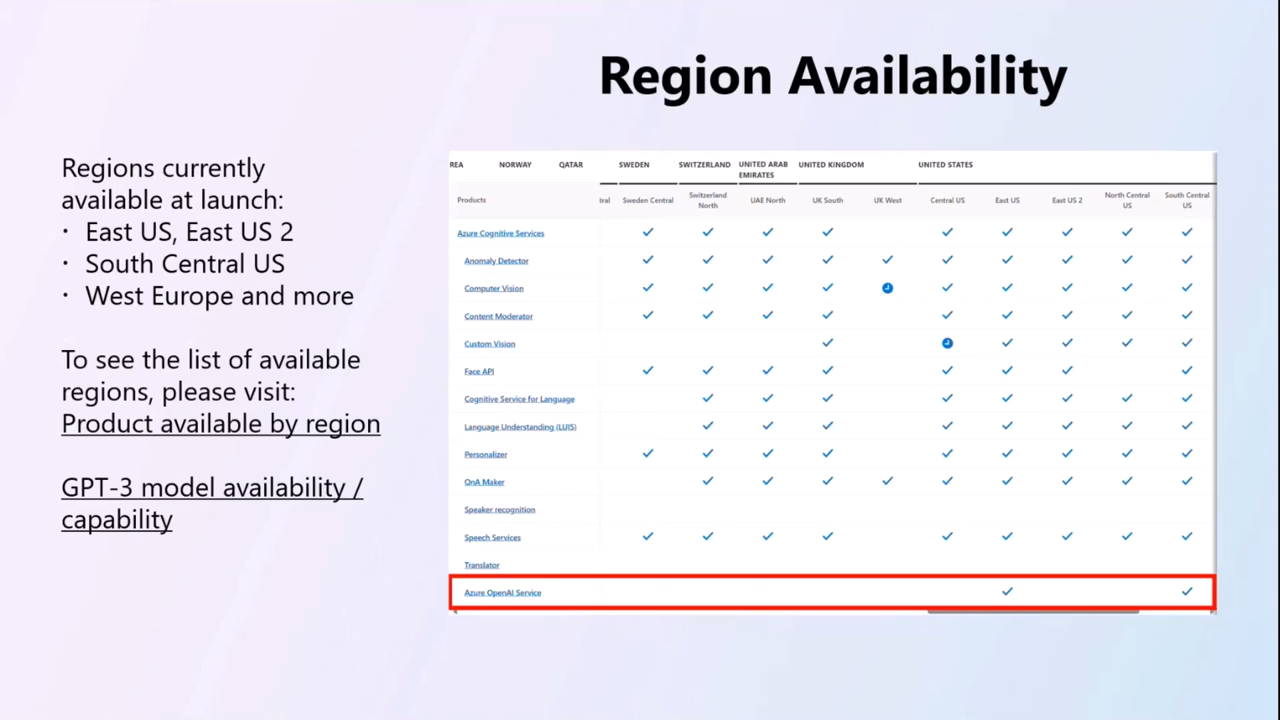 Region Availability
Regions currently
available at launch:
• East US, East US 2
• South Central US
• West Europe and more
To see the list of available
regions, please visit:
Product available by region
GPT-3 model availability /
capability
REA NORWAY QATAR SWEDEN SWITZERLAND UNITED ARAB EMIRATES UNITED KINGDOM UNITED STATES
Products tral Sweden Central Switzerland North UAE North UK South UK West Central US East US East US 2 North Central US South Central US
Azure Cognitive Services
Anomaly Detector
Computer Vision
Content Moderator
Custom Vision
Face API
Cognitive Service for Language
Language Understanding (LUIS)
Personalizer
QnA Maker
Speaker recognition
Speech Services
Translator
Azure OpenAI Service